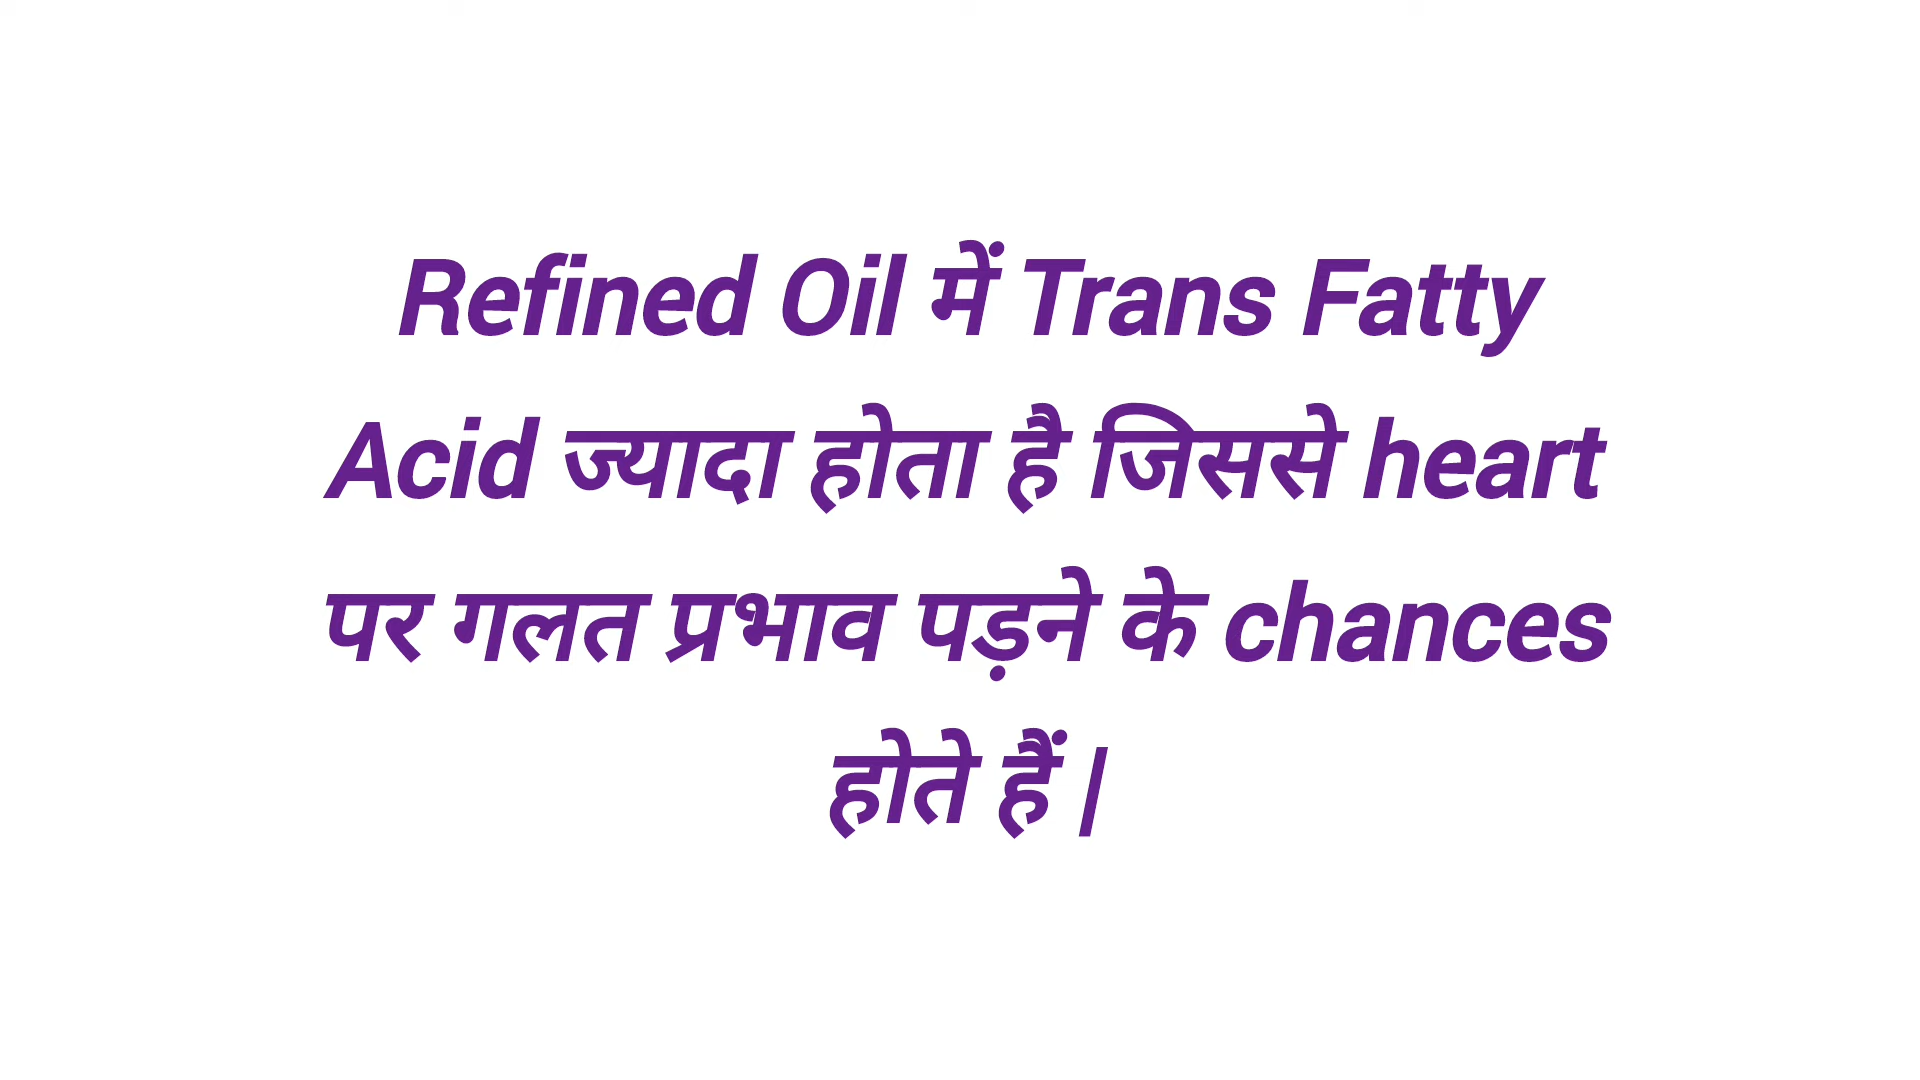 Refined Oil में Trans Fatty
Acid ज्यादा होता है जिससे heart
पर गलत प्रभाव पड़ने के chances
होते हैं |